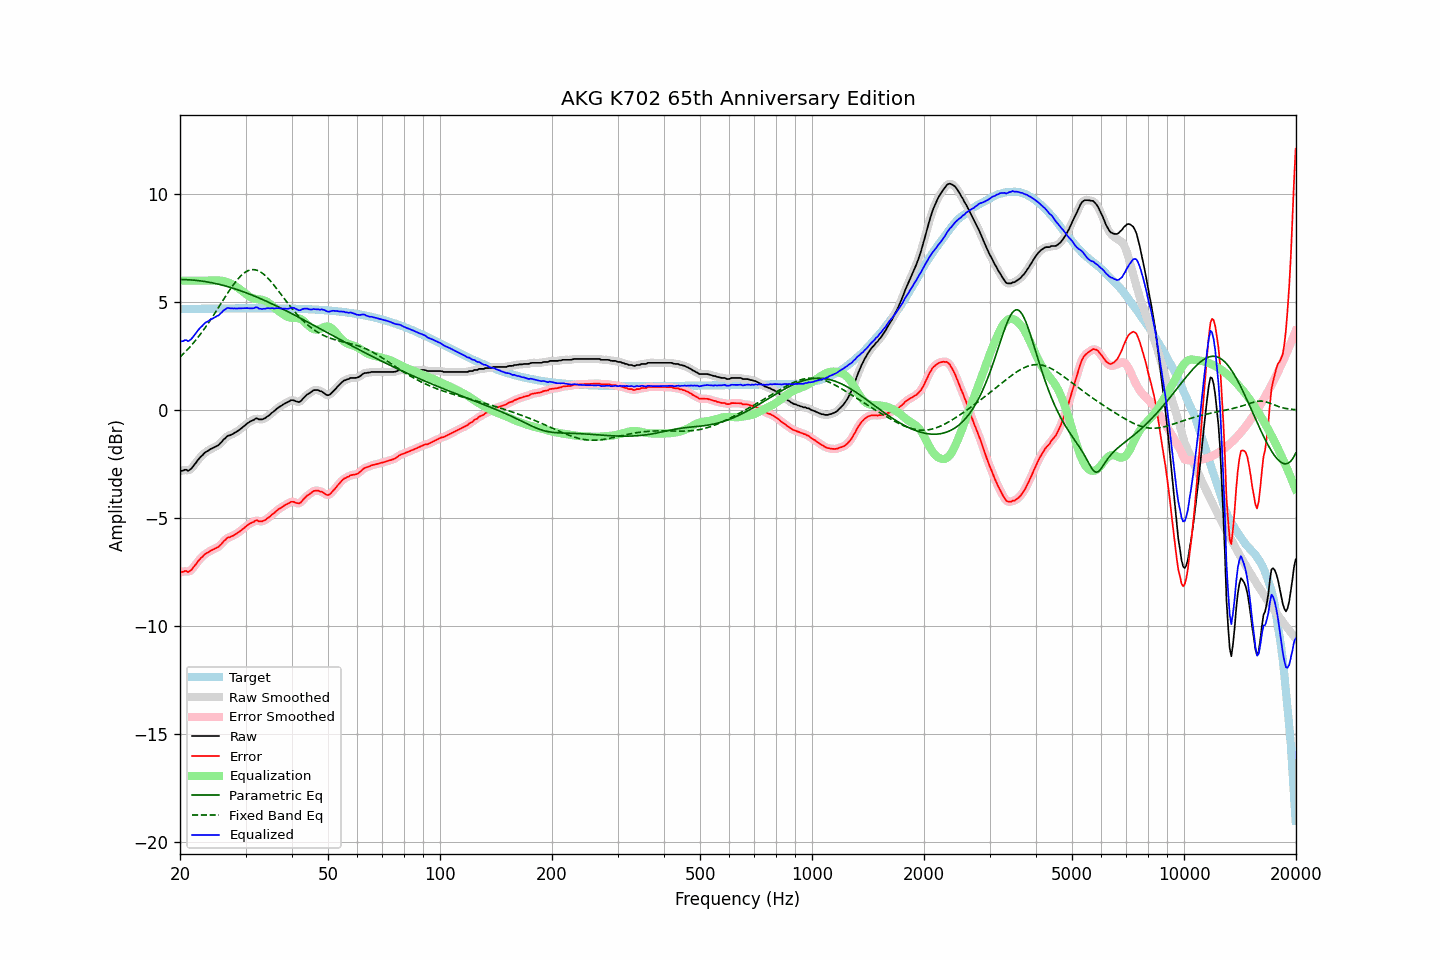 AKG K702 65th Anniversary Edition
Amplitude (dBr)
10
5
0
−5
−10
−15
−20
Target
Raw Smoothed
Error Smoothed
Raw
Error
Equalization
Parametric Eq
Fixed Band Eq
Equalized
20 50 100 200 500 1000 2000 5000 10000 20000
Frequency (Hz)